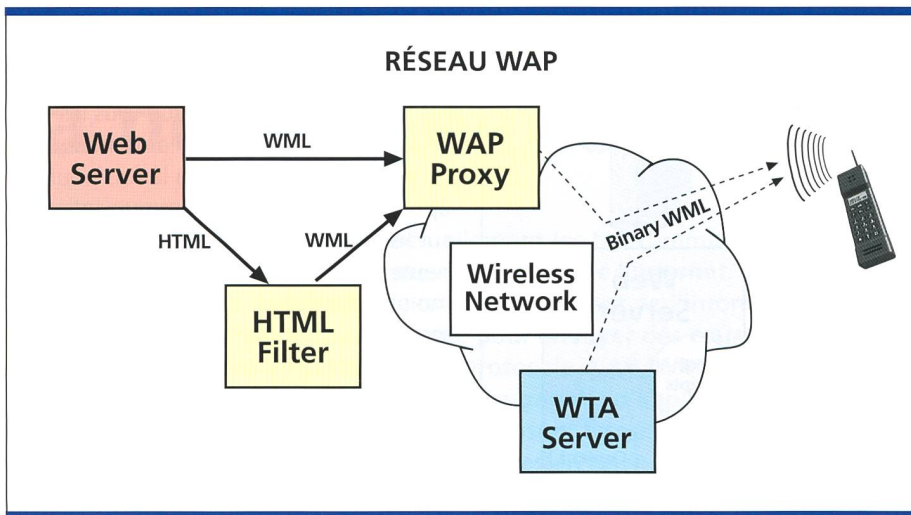 RÉSEAU WAP
Web
Server
WML
WAP
Proxy
HTML
WML
Binary WML
HTML
Filter
Wireless
Network
WTA
Server